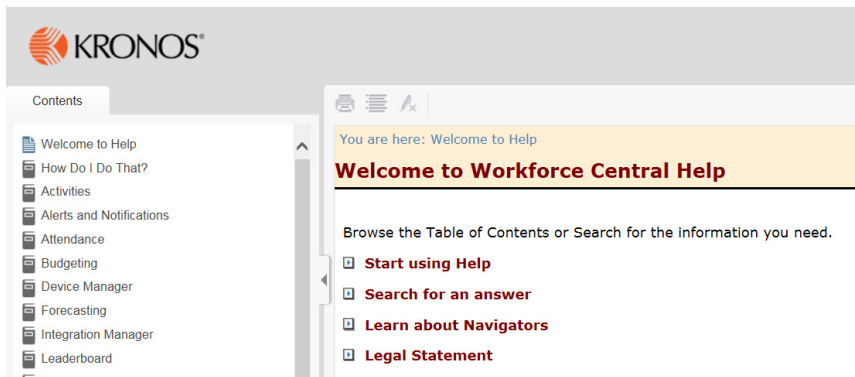 KRONOS®
Contents
Welcome to Help
How Do I Do That?
Activities
Alerts and Notifications
Attendance
Budgeting
Device Manager
Forecasting
Integration Manager
Leaderboard
You are here: Welcome to Help
Welcome to Workforce Central Help
Browse the Table of Contents or Search for the information you need.
Start using Help
Search for an answer
Learn about Navigators
Legal Statement